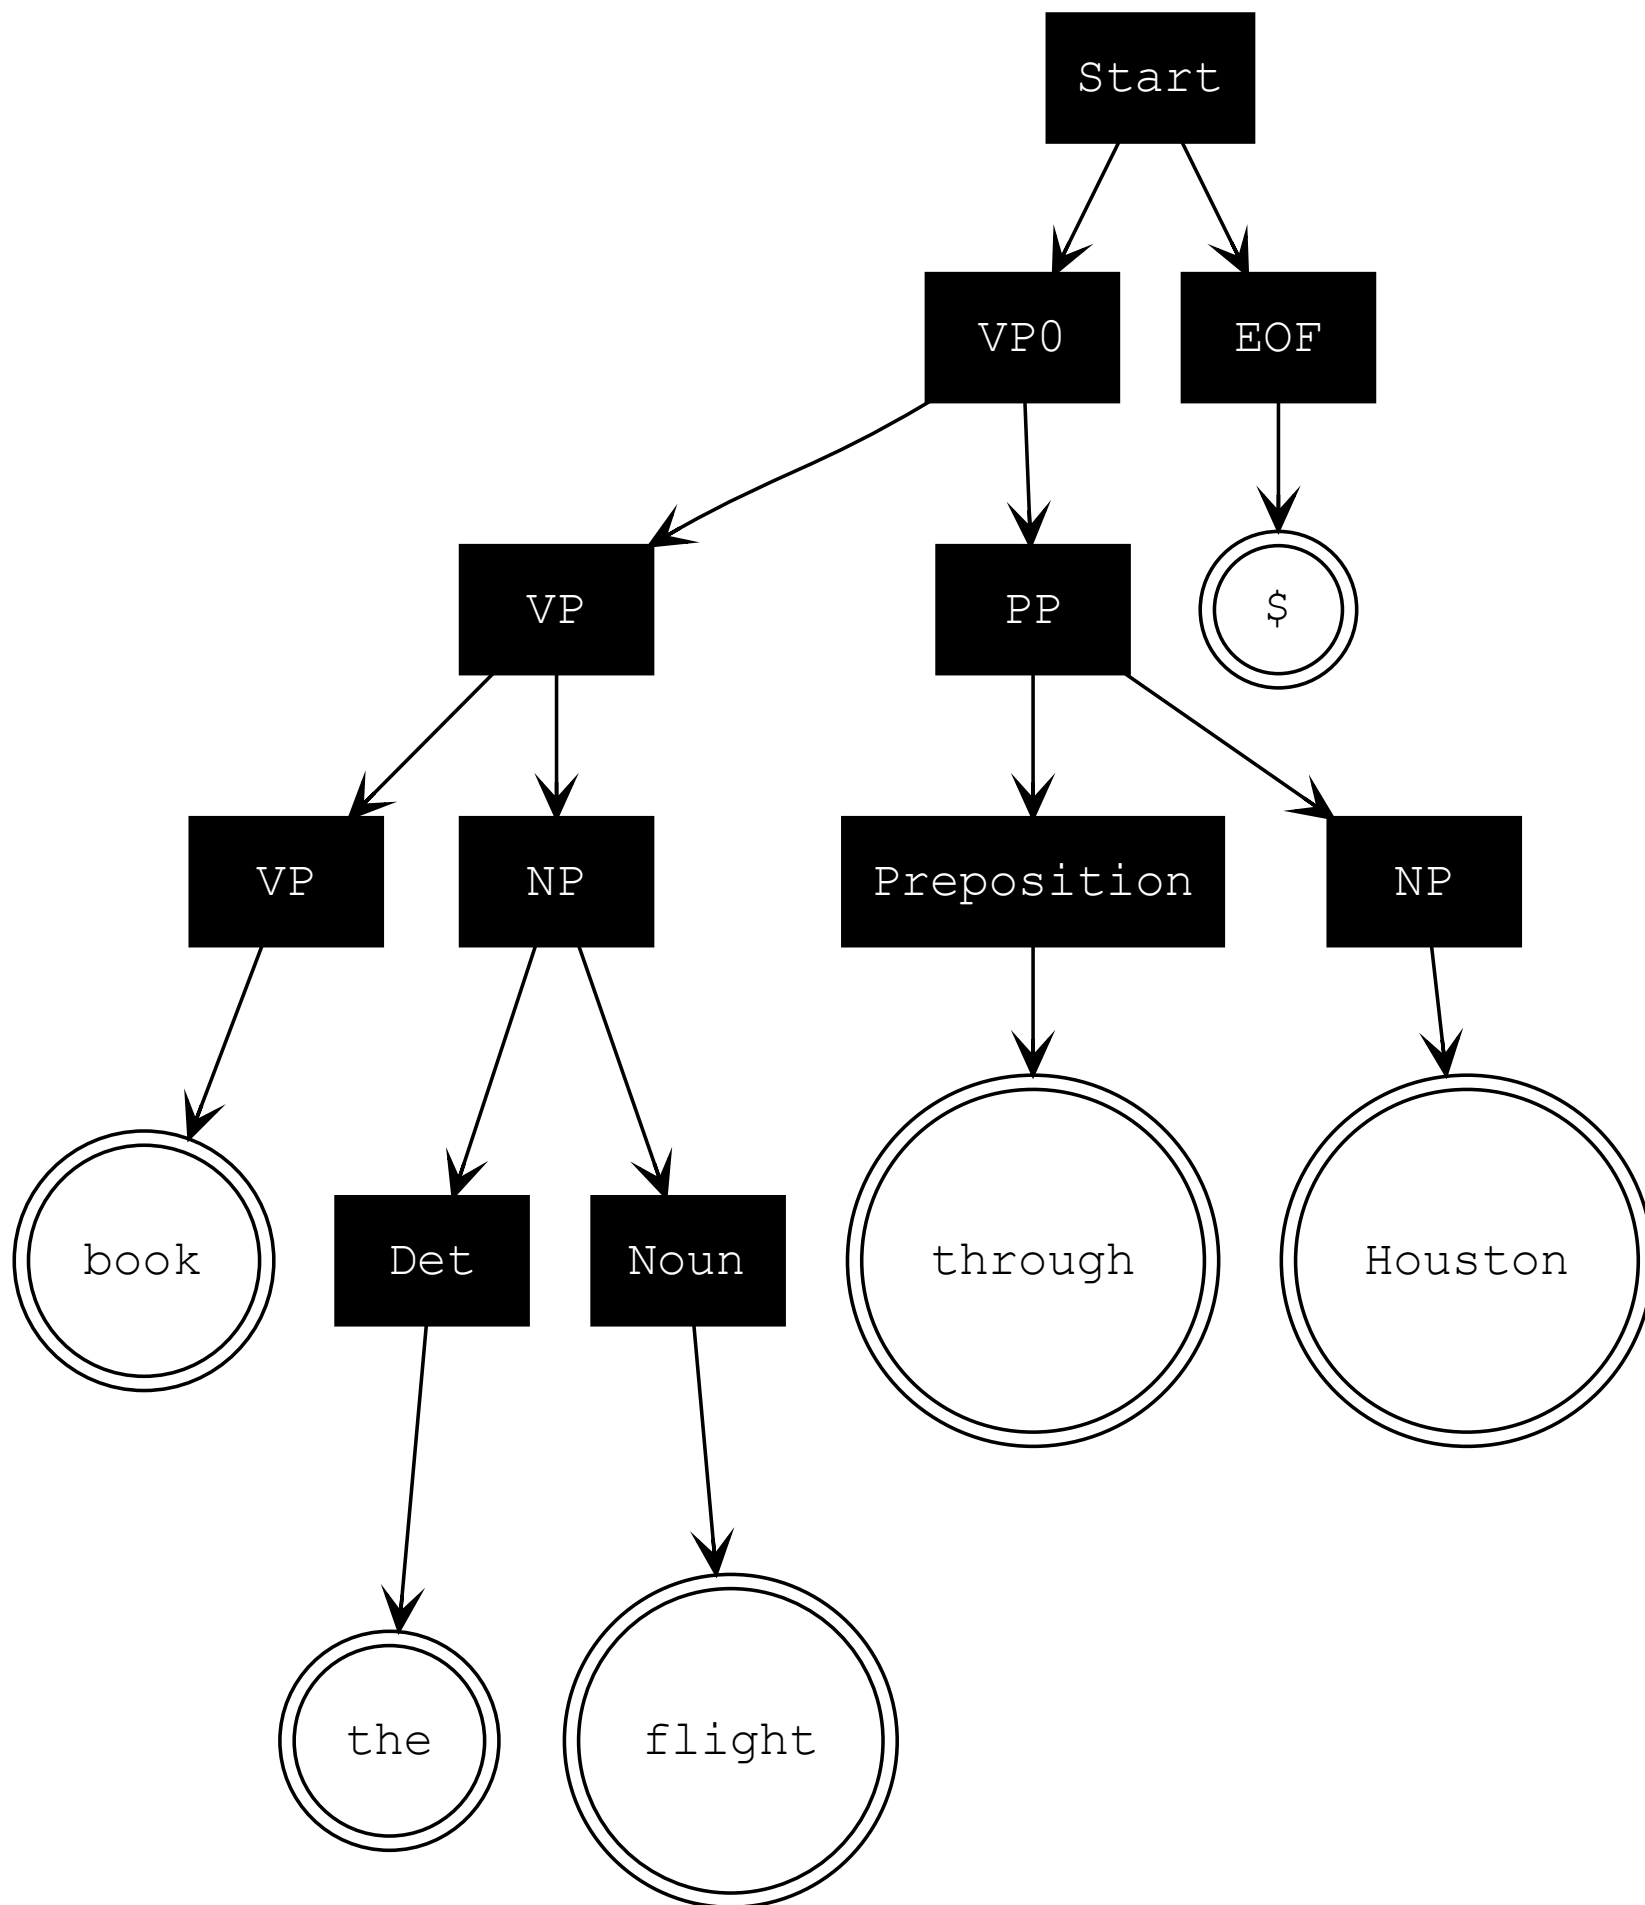 Start
VP0 EOF
VP PP $
VP NP Preposition NP
book Det Noun through Houston
the flight